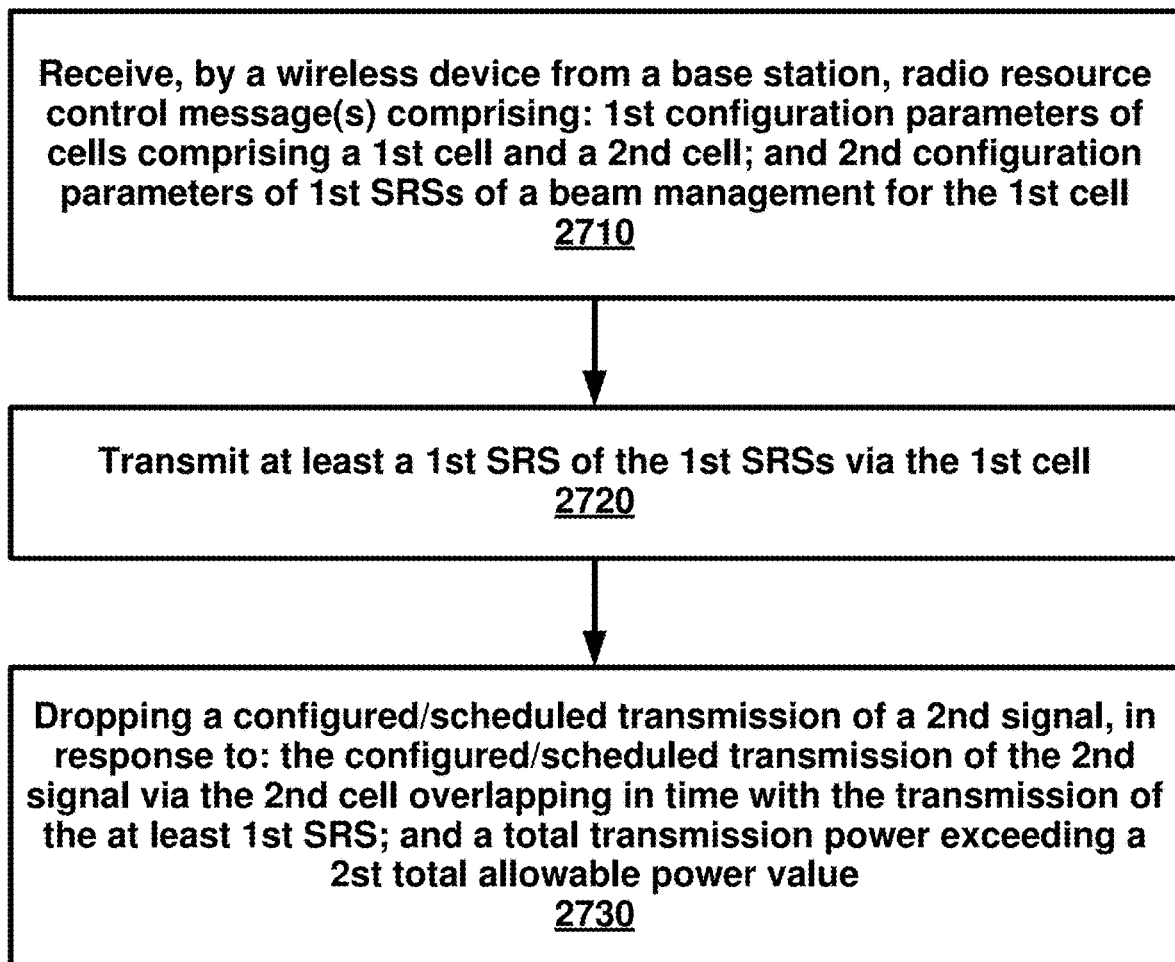 Receive, by a wireless device from a base station, radio resource
control message(s) comprising: 1st configuration parameters of
cells comprising a 1st cell and a 2nd cell; and 2nd configuration
parameters of 1st SRSs of a beam management for the 1st cell
2710
Transmit at least a 1st SRS of the 1st SRSs via the 1st cell
2720
Dropping a configured/scheduled transmission of a 2nd signal, in
response to: the configured/scheduled transmission of the 2nd
signal via the 2nd cell overlapping in time with the transmission of
the at least 1st SRS; and a total transmission power exceeding a
2st total allowable power value
2730